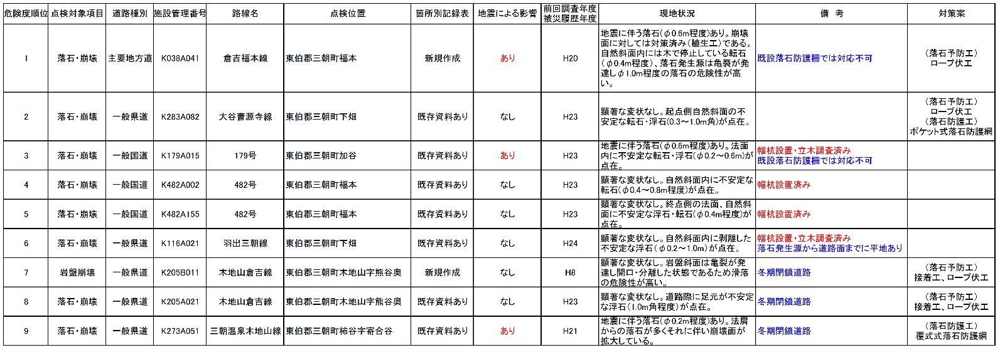 危険度順位 点検対象項目 道路種別 施設管理番号 路線名 点検位置 箇所別記録表 地震による影響 前回調査年度 現地状況 備 考 対策案
被災履歴年度
1 落石・崩壊 主要地方道 K038A041 倉吉福本線 東伯郡三朝町福本 新規作成 あり H20
地震に伴う落石(φ0.6m程度)あり。崩壊
面に対しては対策済み(植生工)である。
自然斜面内には木で停止している転石
(φ0.4m程度)、落石発生源は亀裂が発
達しφ1.0m程度の落石の危険性が高
い。
既設落石防護柵では対応不可
(落石予防工)
ロープ伏工
2 落石・崩壊 一般県道 K283A082 大谷曹源寺線 東伯郡三朝町下畑 既存資料あり なし H23
顕著な変状なし。起点側自然斜面の不
安定な転石・浮石(0.3～1.0m角)が点在。
(落石予防工)
ロープ伏工
(落石防護工)
ポケット式落石防護網
3 落石・崩壊 一般国道 K179A015 179号 東伯郡三朝町加谷 既存資料あり あり H23
地震に伴う落石(φ0.6m程度)あり。法面
内に不安定な転石・浮石(φ0.2～0.6m)が
点在。
幅杭設置・立木調査済み
既設落石防護柵では対応不可
4 落石・崩壊 一般国道 K482A002 482号 東伯郡三朝町福本 既存資料あり なし H23
顕著な変状なし。自然斜面内に不安定な
転石(φ0.4～0.8m程度)が点在。
幅杭設置済み
5 落石・崩壊 一般国道 K482A155 482号 東伯郡三朝町福本 既存資料あり なし H23
顕著な変状なし。終点側の法面、自然斜
面に不安定な浮石・転石(φ0.4m程度)が
点在。
幅杭設置済み
6 落石・崩壊 一般県道 K116A021 羽出三朝線 東伯郡三朝町下畑 既存資料あり なし H24
顕著な変状なし。自然斜面内に剥離した
不安定な浮石(φ0.2～1.0m)が点在。
幅杭設置・立木調査済み
落石発生源から道路面までに平地あり
7 岩盤崩壊 一般県道 K205B011 木地山倉吉線 東伯郡三朝町木地山字熊谷奥 新規作成 なし H8
顕著な変状なし。岩盤斜面は亀裂が発
達し開口・分離した状態であるため滑落
の危険性が高い。
冬期閉鎖道路
(落石予防工)
接着工、ロープ伏工
8 落石・崩壊 一般県道 K205A021 木地山倉吉線 東伯郡三朝町木地山字熊谷奥 既存資料あり なし H23
顕著な変状なし。道路際に足元が不安定
な浮石(1.0m角程度)が点在。
冬期閉鎖道路
(落石予防工)
接着工、ロープ伏工
9 落石・崩壊 一般県道 K273A051 三朝温泉木地山線 東伯郡三朝町柿谷字寄合谷 既存資料あり あり H21
地震に伴う落石(φ0.2m程度)あり。法肩
からの落石が多くそれに伴い崩壊面が
拡大している。
冬期閉鎖道路
(落石防護工)
覆式式落石防護網